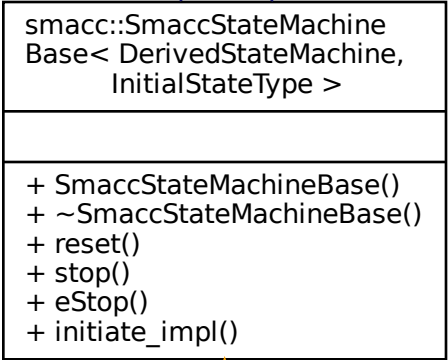 smacc::SmaccStateMachine
Base< DerivedStateMachine,
InitialStateType >
+ SmaccStateMachineBase()
+ ~SmaccStateMachineBase()
+ reset()
+ stop()
+ eStop()
+ initiate_impl()